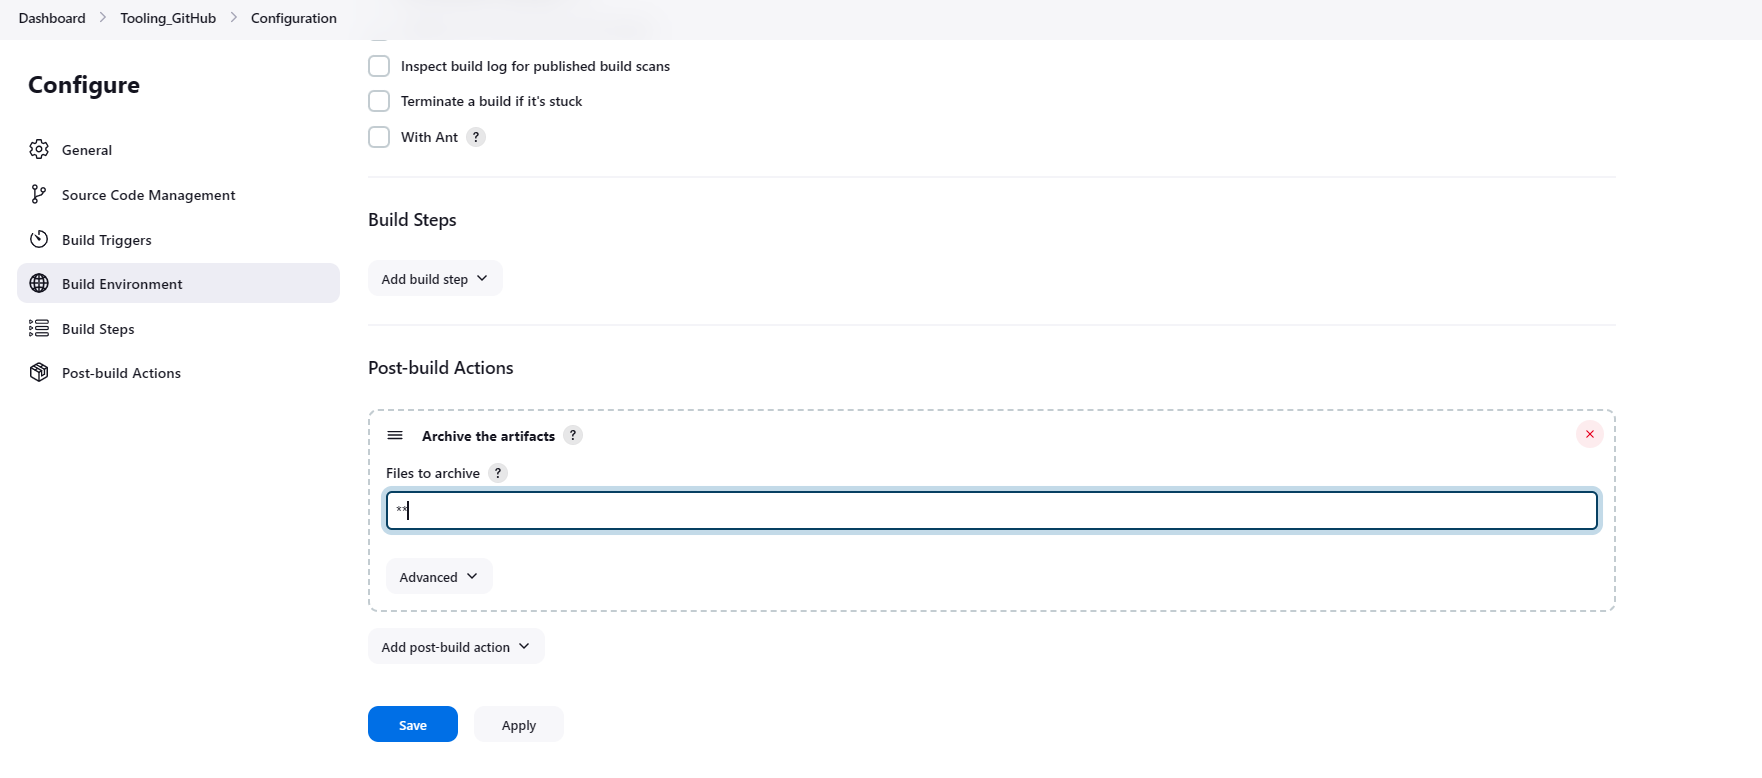 Dashboard > Tooling_GitHub > Configuration
Configure
General
Source Code Management
Build Triggers
Build Environment
Build Steps
Post-build Actions
Inspect build log for published build scans
Terminate a build if it's stuck
With Ant ?
Build Steps
Add build step
Post-build Actions
Archive the artifacts ?
Files to archive ?
**
Advanced
Add post-build action
Save Apply